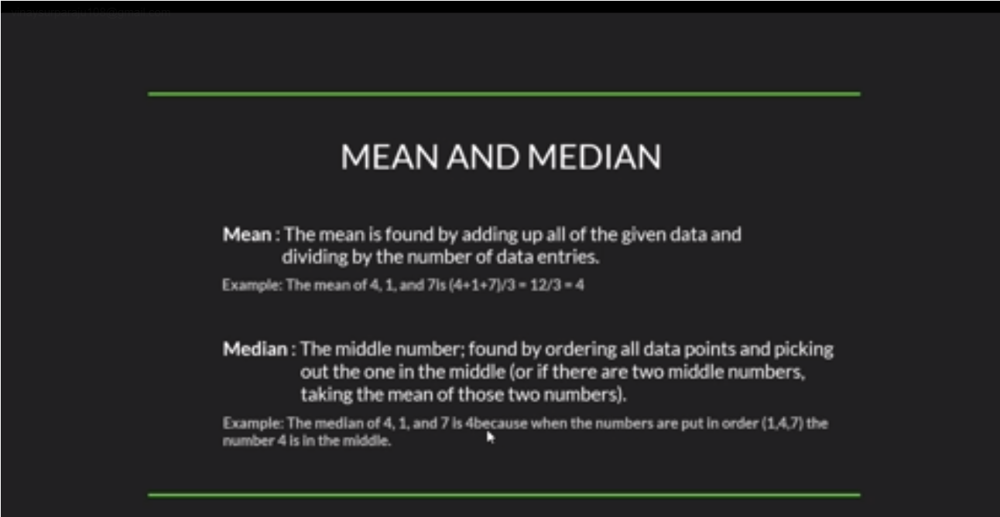 MEAN AND MEDIAN
Mean : The mean is found by adding up all of the given data and
dividing by the number of data entries.
Example: The mean of 4, 1, and 7is (4+1+7)/3 = 12/3 = 4
Median : The middle number; found by ordering all data points and picking
out the one in the middle (or if there are two middle numbers,
taking the mean of those two numbers).
Example: The median of 4, 1, and 7 is 4because when the numbers are put in order (1,4,7) the
number 4 is in the middle.